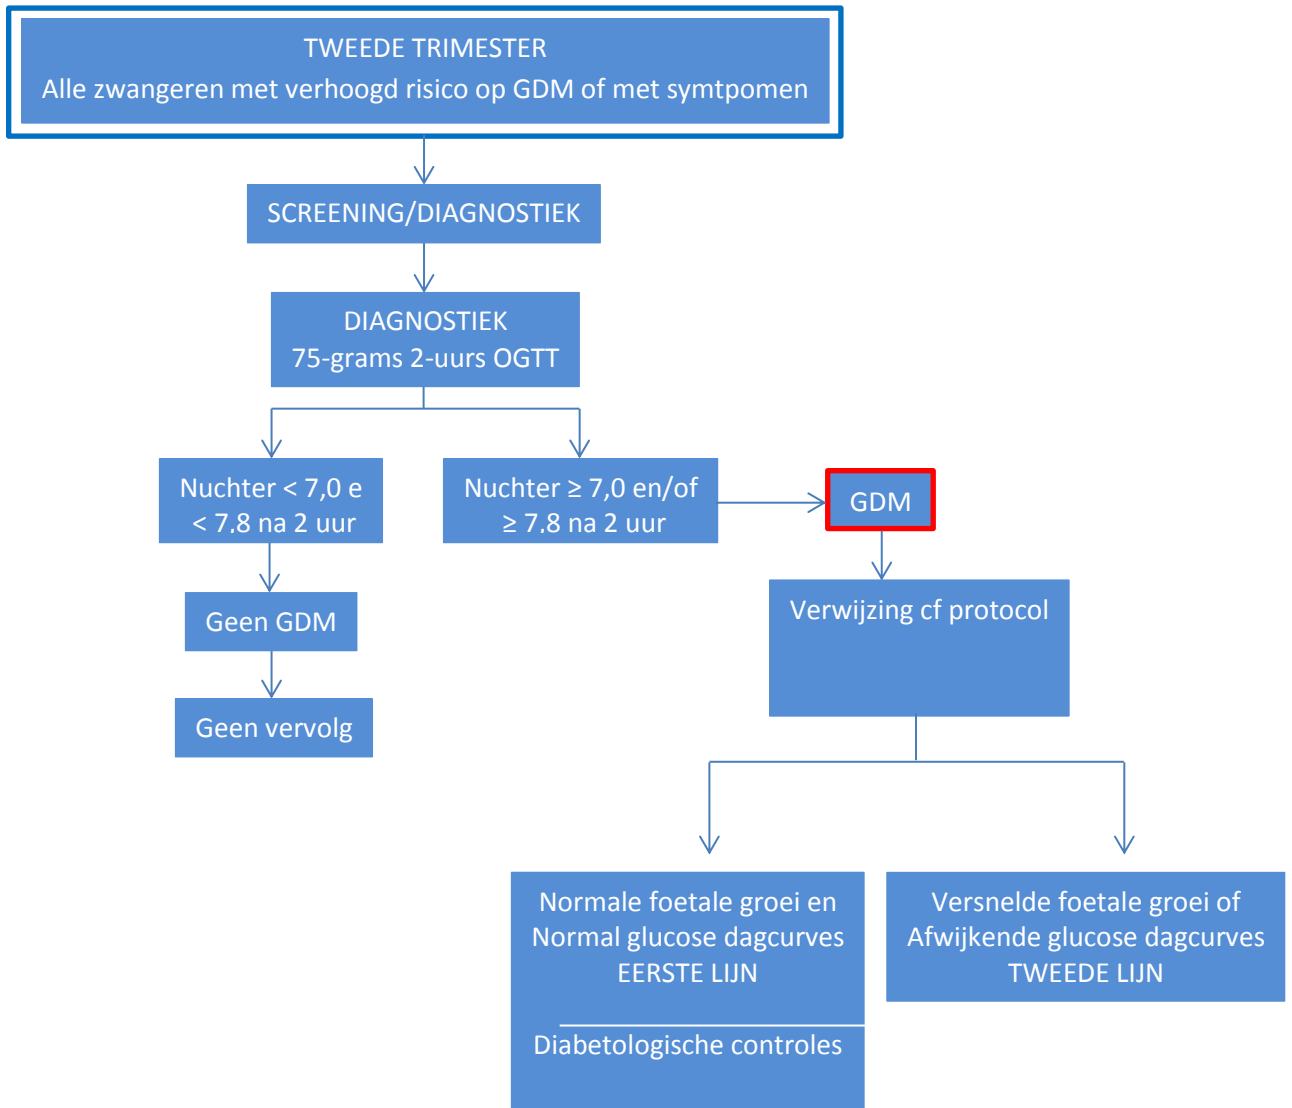 TWEEDE TRIMESTER
Alle zwangeren met verhoogd risico op GDM of met symtpomen
SCREENING/DIAGNOSTIEK
DIAGNOSTIEK
75-grams 2-uurs OGTT
Nuchter < 7,0 e
< 7,8 na 2 uur
Nuchter ≥ 7,0 en/of
≥ 7,8 na 2 uur
GDM
Geen GDM
Verwijzing cf protocol
Geen vervolg
Normale foetale groei en
Normal glucose dagcurves
EERSTE LIJN
Diabetologische controles
Versnelde foetale groei of
Afwijkende glucose dagcurves
TWEEDE LIJN